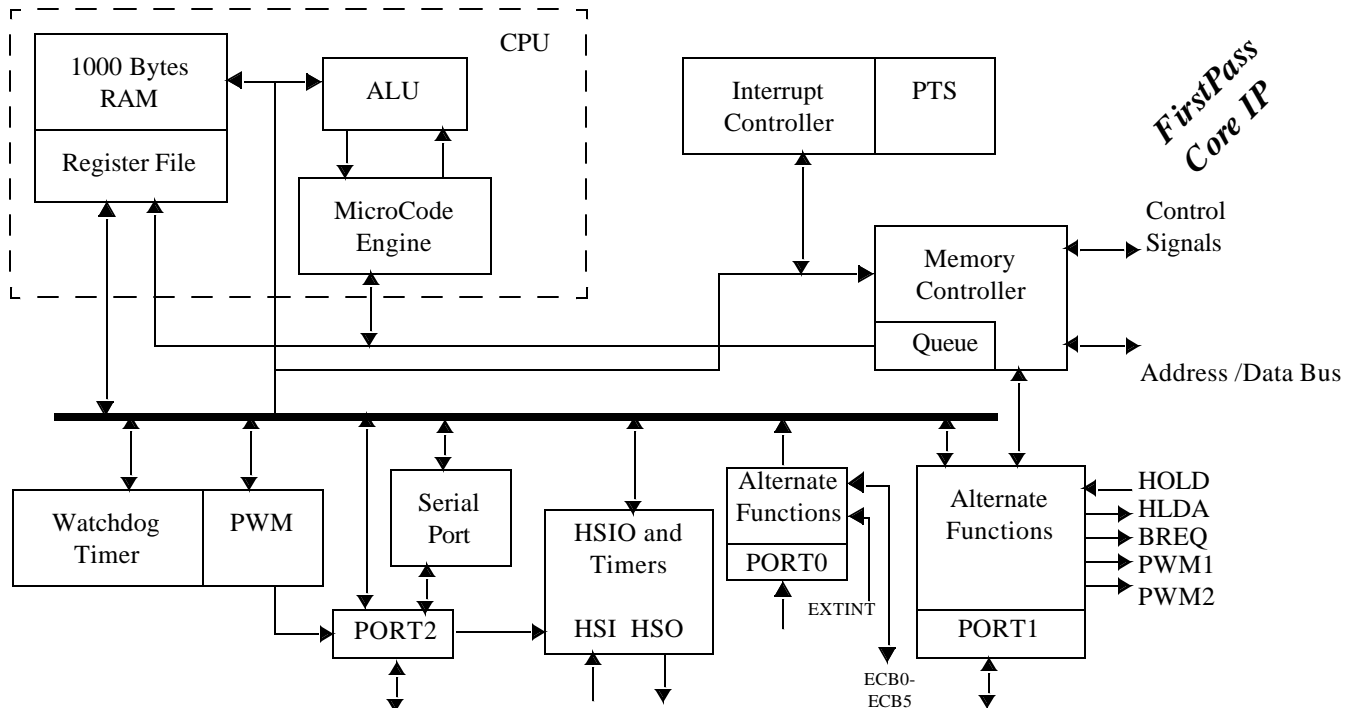 CPU
1000 Bytes
RAM
Register File
ALU
MicroCode
Engine
Interrupt
Controller
PTS
FirstPass
Core IP
Control
Signals
Memory
Controller
Queue
Address /Data Bus
Watchdog
Timer
PWM
Serial
Port
PORT2
HSIO and
Timers
HSI HSO
Alternate
Functions
PORT0
EXTINT
ECB0-
ECB5
Alternate
Functions
PORT1
HOLD
HLDA
BREQ
PWM1
PWM2